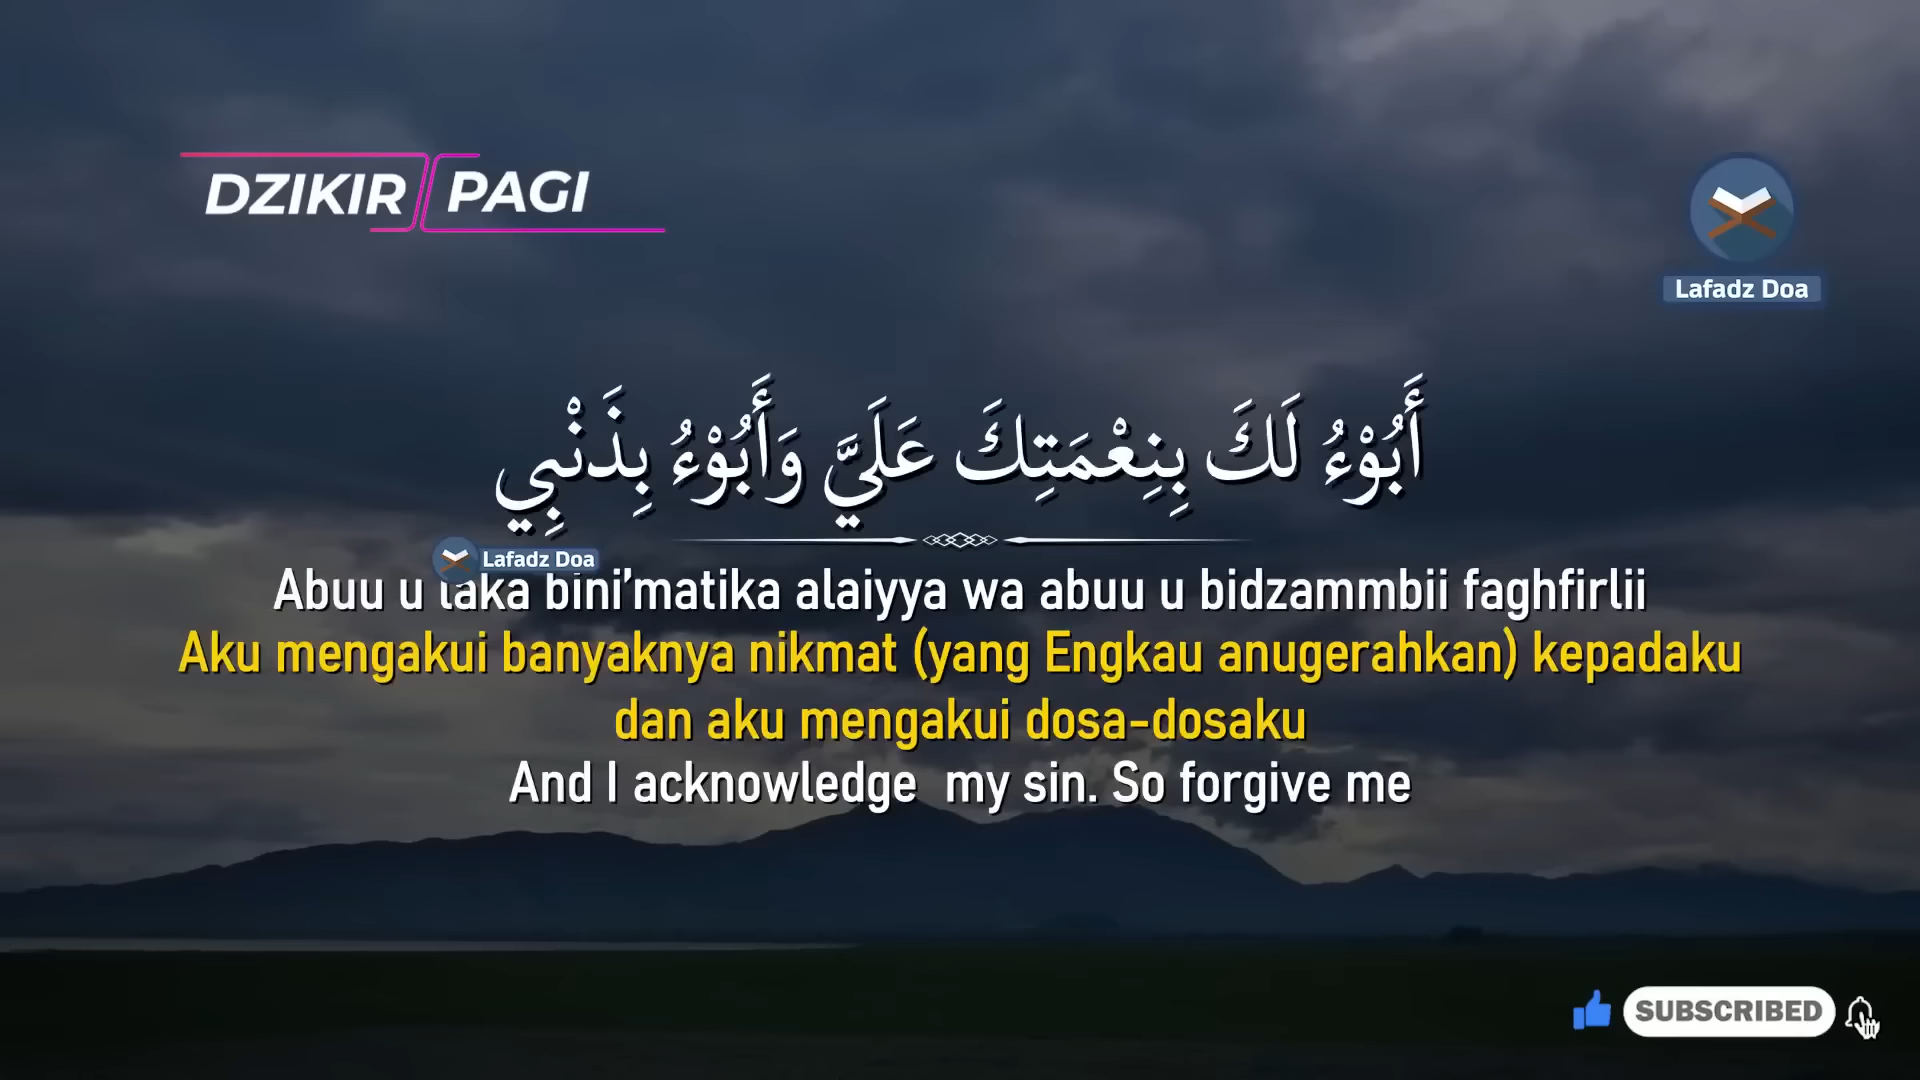 DZIKIR PAGI
Lafadz Doa
أَبُوْءُ لَكَ بِنِعْمَتِكَ عَلَيَّ وَأَبُوْءُ بِذَنْبِي
Lafadz Doa
Abuu u laka bini’matika alaiyya wa abuu u bidzammbii faghfirlii
Aku mengakui banyaknya nikmat (yang Engkau anugerahkan) kepadaku
dan aku mengakui dosa-dosaku
And I acknowledge my sin. So forgive me
SUBSCRIBED